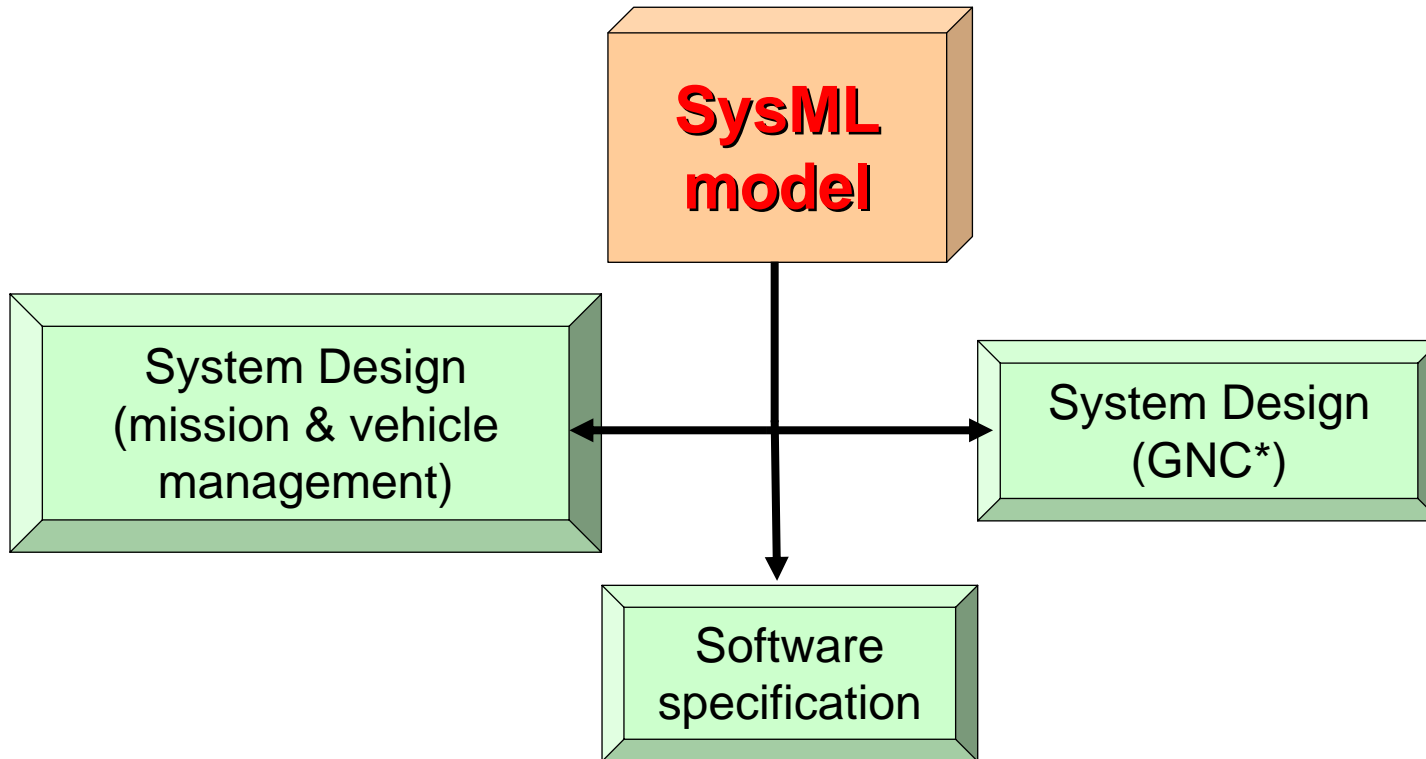 SysML
model
System Design
(mission & vehicle
management)
System Design
(GNC*)
Software
specification